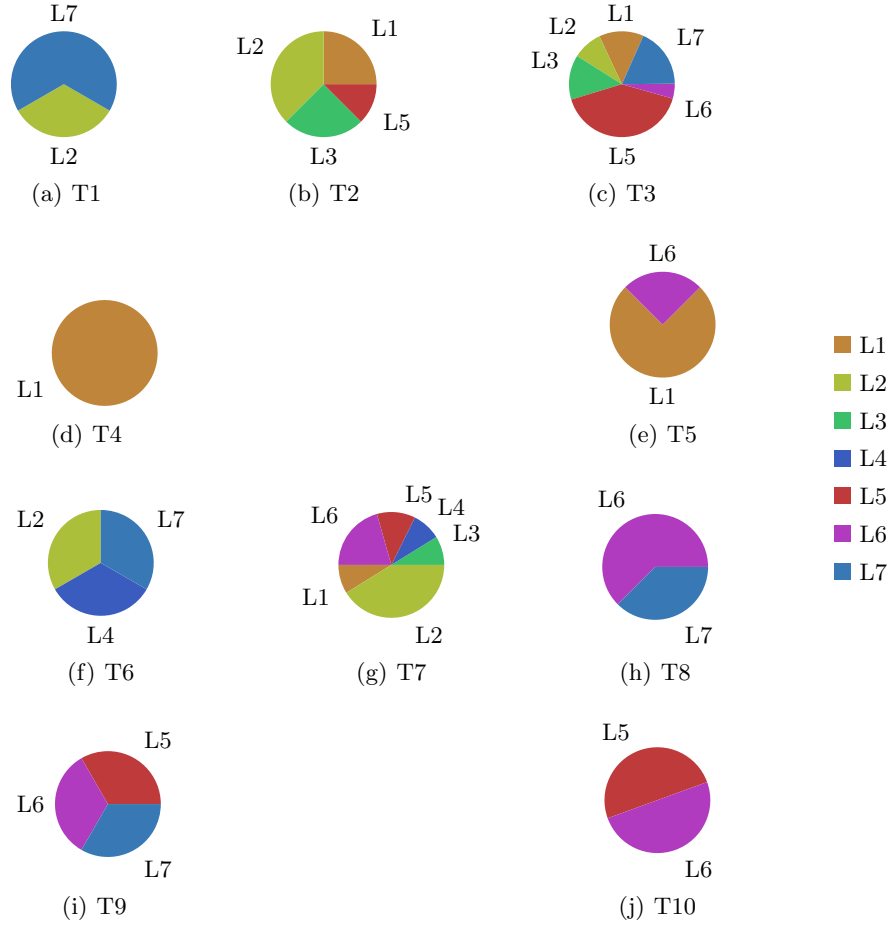 L7
L2
(a) T1
L2
L1
L5
L3
(b) T2
L2
L1
L7
L3
L6
L5
(c) T3
L1
(d) T4
L6
L1
(e) T5
L2
L7
L4
(f) T6
L6
L5
L4
L3
L1
L2
(g) T7
L6
L7
(h) T8
L5
L6
L7
(i) T9
L5
L6
(j) T10
L1
L2
L3
L4
L5
L6
L7